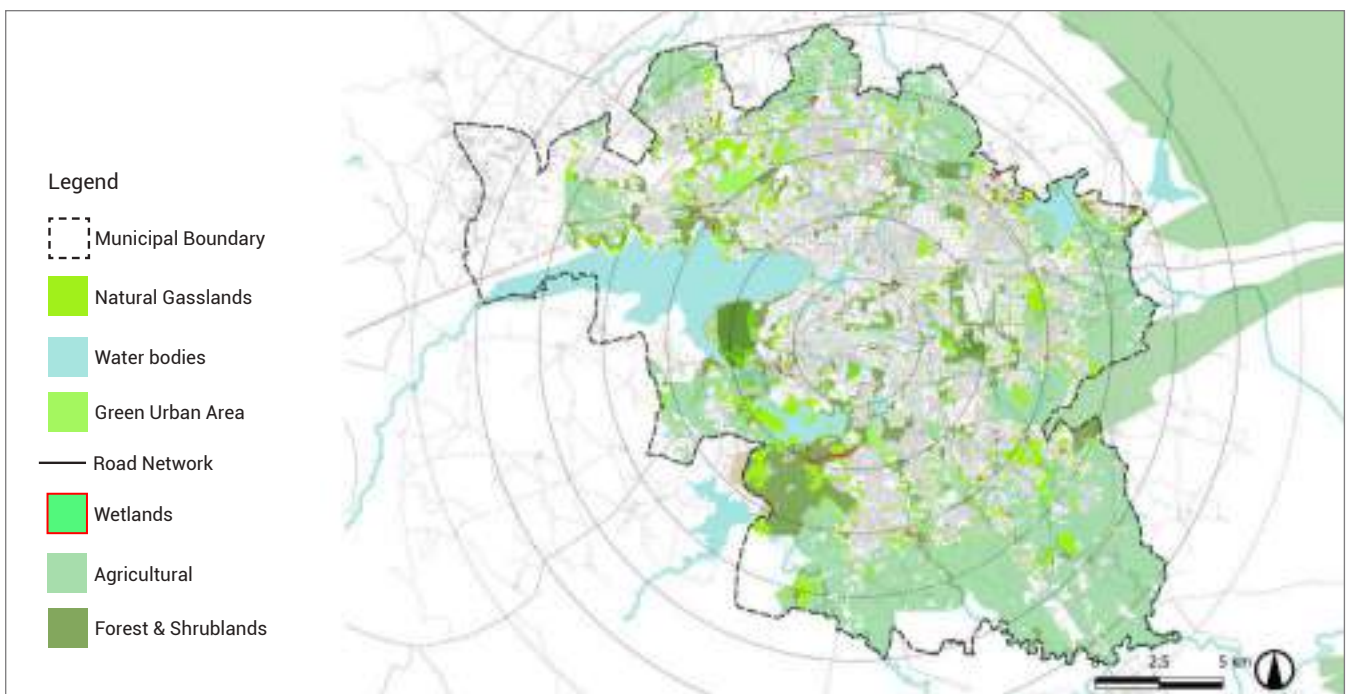 Legend
Municipal Boundary
Natural Gasslands
Water bodies
Green Urban Area
Road Network
Wetlands
Agricultural
Forest & Shrublands
0 2.5 5 km